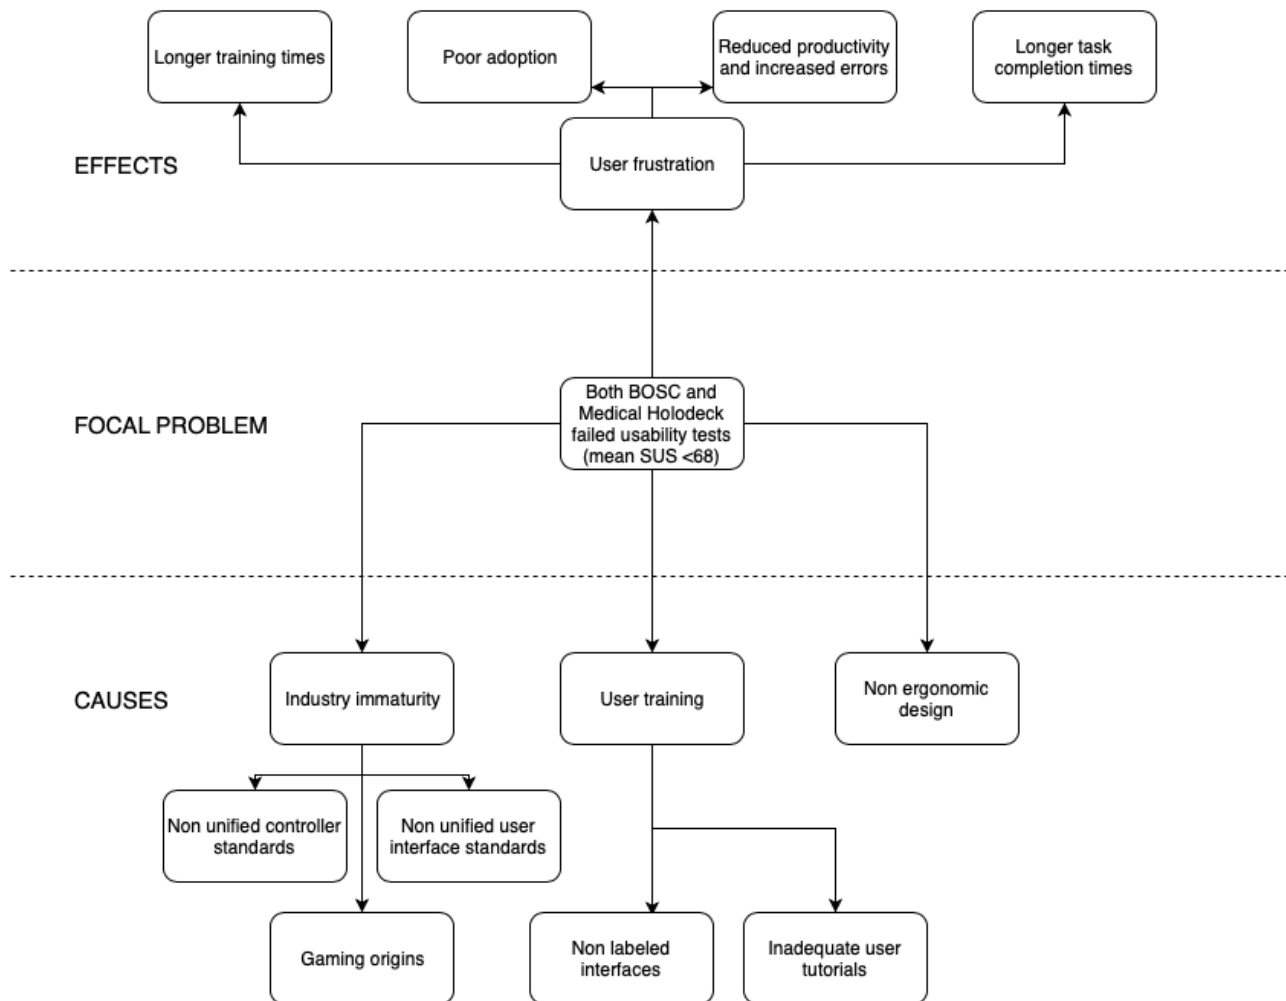 Longer training times
Poor adoption
Reduced productivity
and increased errors
Longer task
completion times
EFFECTS
User frustration
FOCAL PROBLEM
Both BOSC and
Medical Holodeck
failed usability tests
(mean SUS <68)
CAUSES
Industry immaturity
User training
Non ergonomic
design
Non unified controller
standards
Non unified user
interface standards
Gaming origins
Non labeled
interfaces
Inadequate user
tutorials